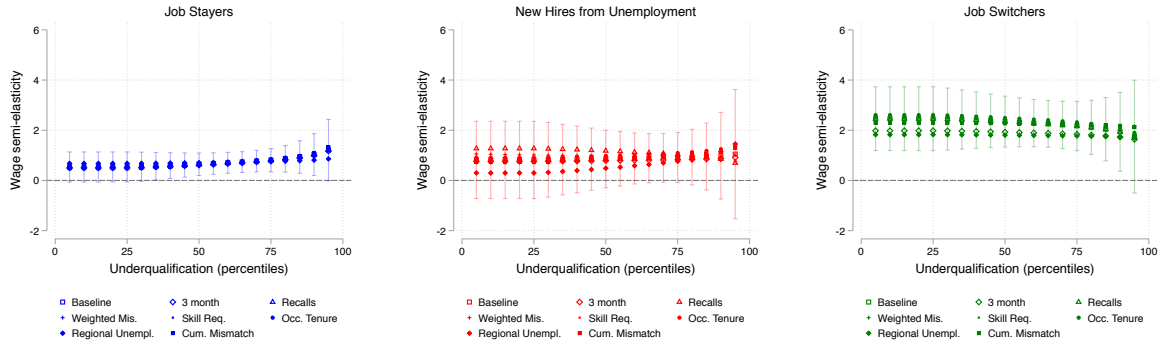 Job Stayers
6
4
2
0
-2
Wage semi-elasticity
0 25 50 75 100
Underqualification (percentiles)
Baseline 3 month Recalls
Weighted Mis. Skill Req. Occ. Tenure
Regional Unempl. Cum. Mismatch
New Hires from Unemployment
6
4
2
0
-2
Wage semi-elasticity
0 25 50 75 100
Underqualification (percentiles)
Baseline 3 month Recalls
Weighted Mis. Skill Req. Occ. Tenure
Regional Unempl. Cum. Mismatch
Job Switchers
6
4
2
0
-2
Wage semi-elasticity
0 25 50 75 100
Underqualification (percentiles)
Baseline 3 month Recalls
Weighted Mis. Skill Req. Occ. Tenure
Regional Unempl. Cum. Mismatch